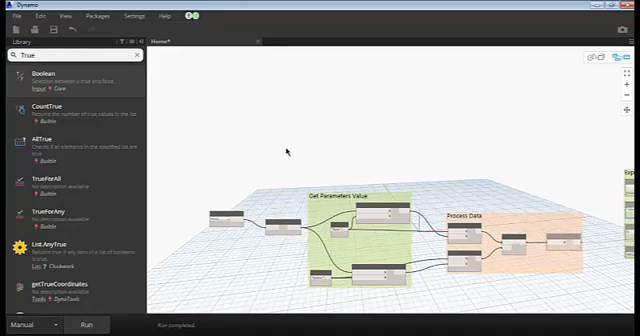 Dynamo
File Edit View Packages Settings Help
Library
Home*
True
Boolean
Selection between a true and false.
Input Core
CountTrue
Returns the number of true values in the list
Builtin
AllTrue
Checks if all elements in the specified list are true
Builtin
TrueForAll
No description available
Builtin
TrueForAny
No description available
Builtin
List.AnyTrue
Returns true if any item in a list of booleans is true.
List Clockwork
getTrueCoordinates
No description available
Tools DynaTools
Get Parameters Value
Process Data
Manual
Run
Run completed.